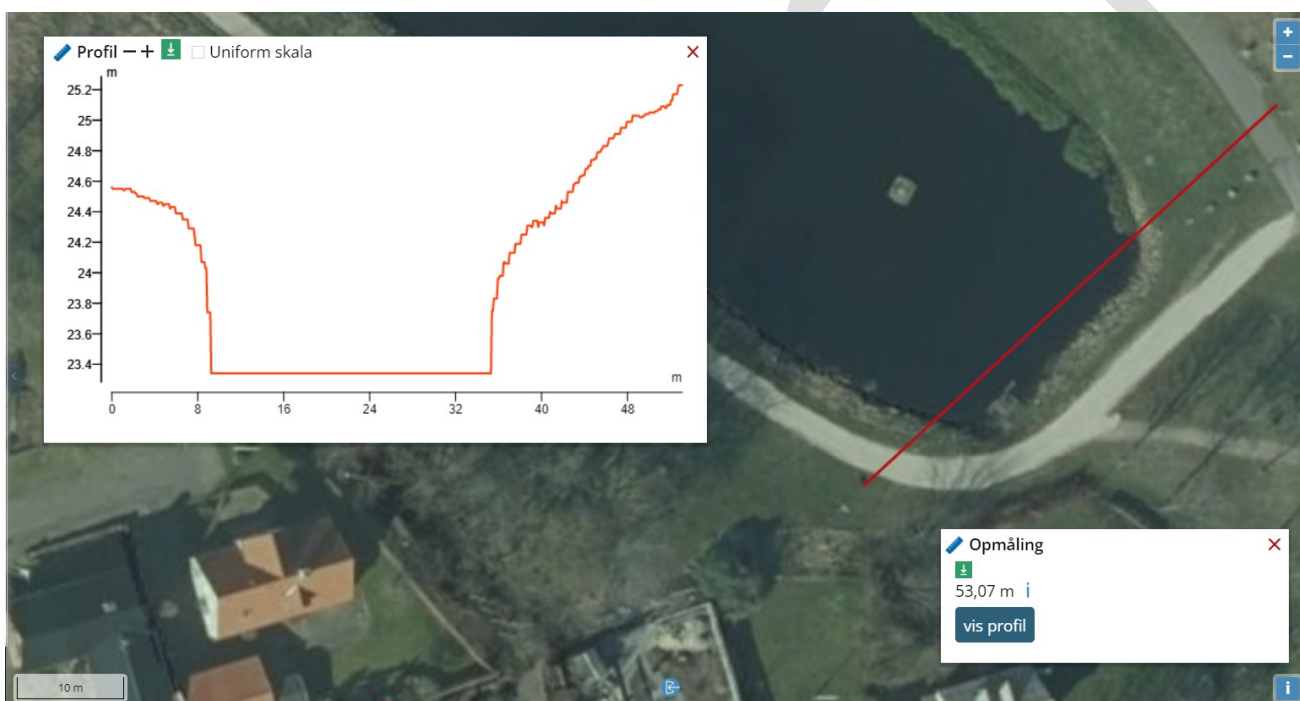 Profil − + Uniform skala
m
25.2
25
24.8
24.6
24.4
24.2
24
23.8
23.6
23.4
m
0 8 16 24 32 40 48
+
−
Opmåling
53,07 m i
vis profil
10 m
i